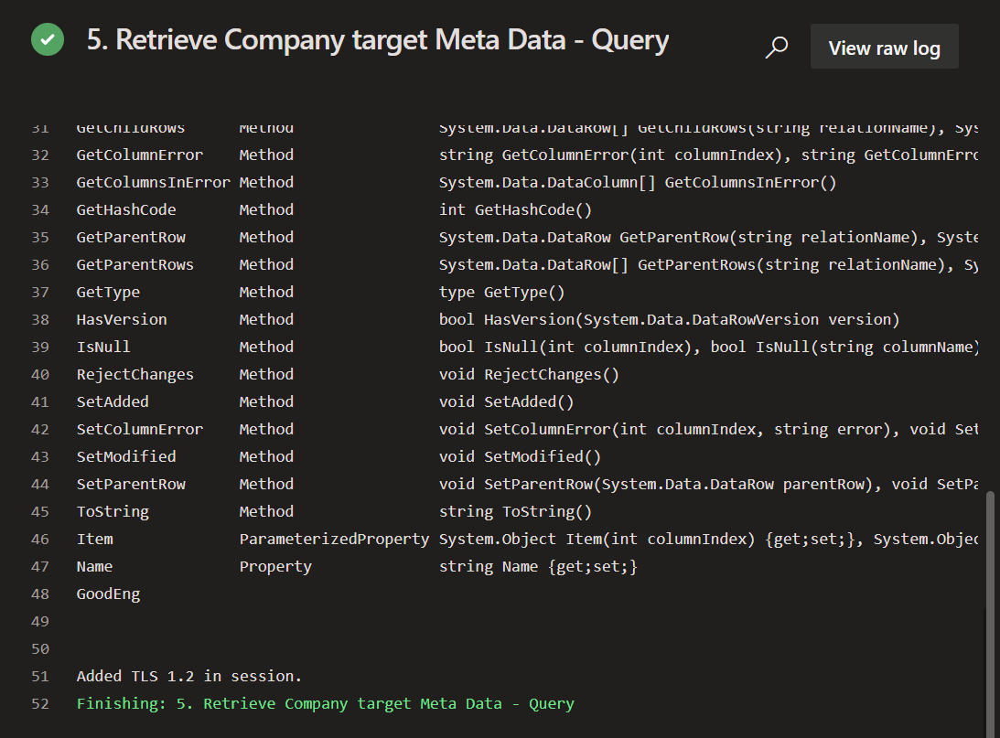 5. Retrieve Company target Meta Data - Query
View raw log
31 GetChildRows Method System.Data.DataRow[] GetChildRows(string relationName), Sys
32 GetColumnError Method string GetColumnError(int columnIndex), string GetColumnErro
33 GetColumnsInError Method System.Data.DataColumn[] GetColumnsInError()
34 GetHashCode Method int GetHashCode()
35 GetParentRow Method System.Data.DataRow GetParentRow(string relationName), Syste
36 GetParentRows Method System.Data.DataRow[] GetParentRows(string relationName), Sy
37 GetType Method type GetType()
38 HasVersion Method bool HasVersion(System.Data.DataRowVersion version)
39 IsNull Method bool IsNull(int columnIndex), bool IsNull(string columnName)
40 RejectChanges Method void RejectChanges()
41 SetAdded Method void SetAdded()
42 SetColumnError Method void SetColumnError(int columnIndex, string error), void Set
43 SetModified Method void SetModified()
44 SetParentRow Method void SetParentRow(System.Data.DataRow parentRow), void SetPa
45 ToString Method string ToString()
46 Item ParameterizedProperty System.Object Item(int columnIndex) {get;set;}, System.Objec
47 Name Property string Name {get;set;}
48 GoodEng
49
50
51 Added TLS 1.2 in session.
52 Finishing: 5. Retrieve Company target Meta Data - Query